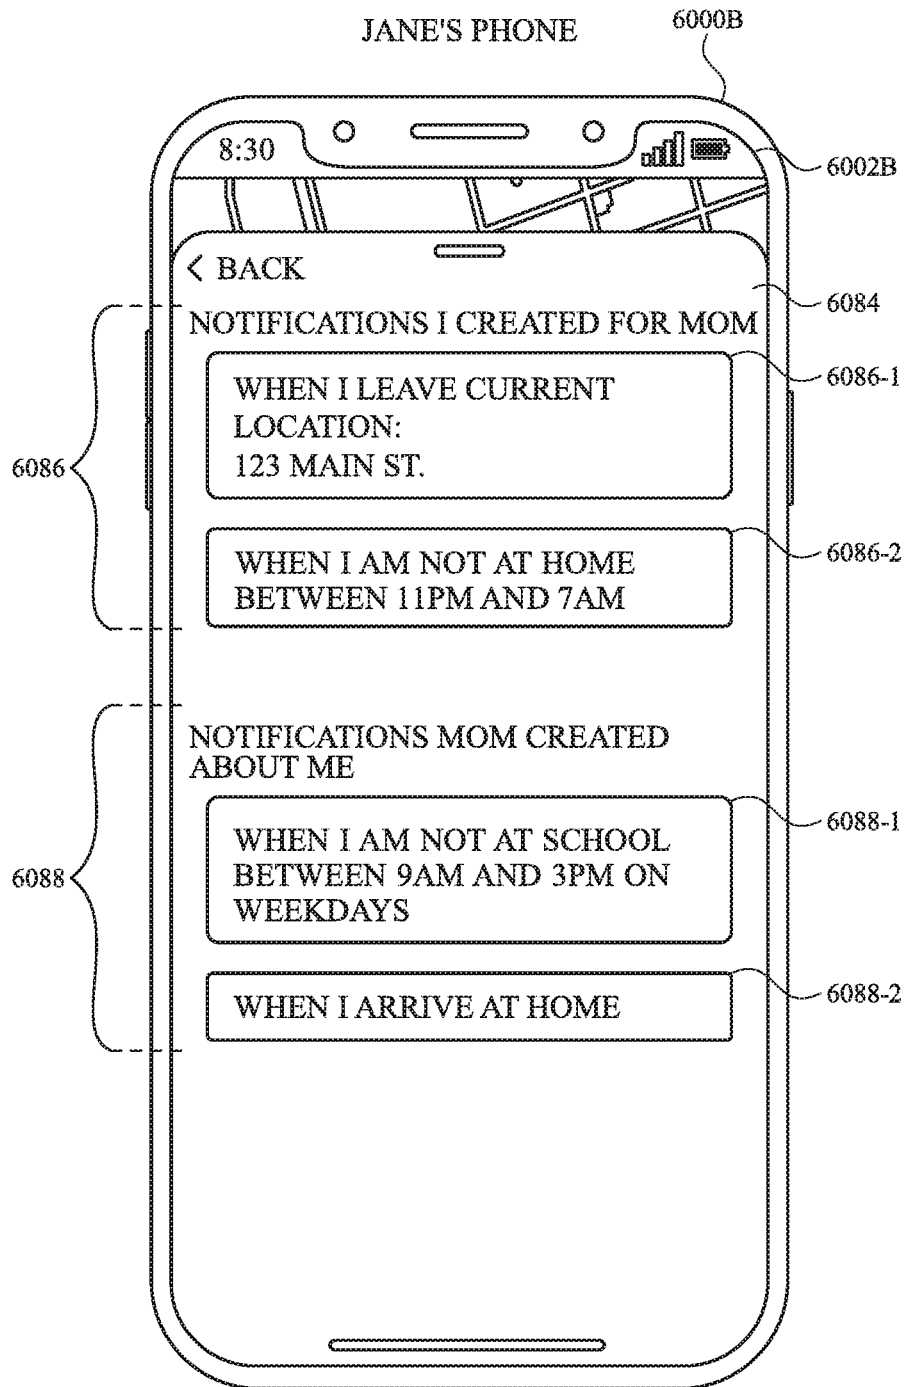 JANE'S PHONE
6000B
8:30
6002B
< BACK
6084
NOTIFICATIONS I CREATED FOR MOM
6086-1
WHEN I LEAVE CURRENT
LOCATION:
123 MAIN ST.
6086
6086-2
WHEN I AM NOT AT HOME
BETWEEN 11PM AND 7AM
NOTIFICATIONS MOM CREATED
ABOUT ME
6088-1
WHEN I AM NOT AT SCHOOL
BETWEEN 9AM AND 3PM ON
WEEKDAYS
6088
6088-2
WHEN I ARRIVE AT HOME